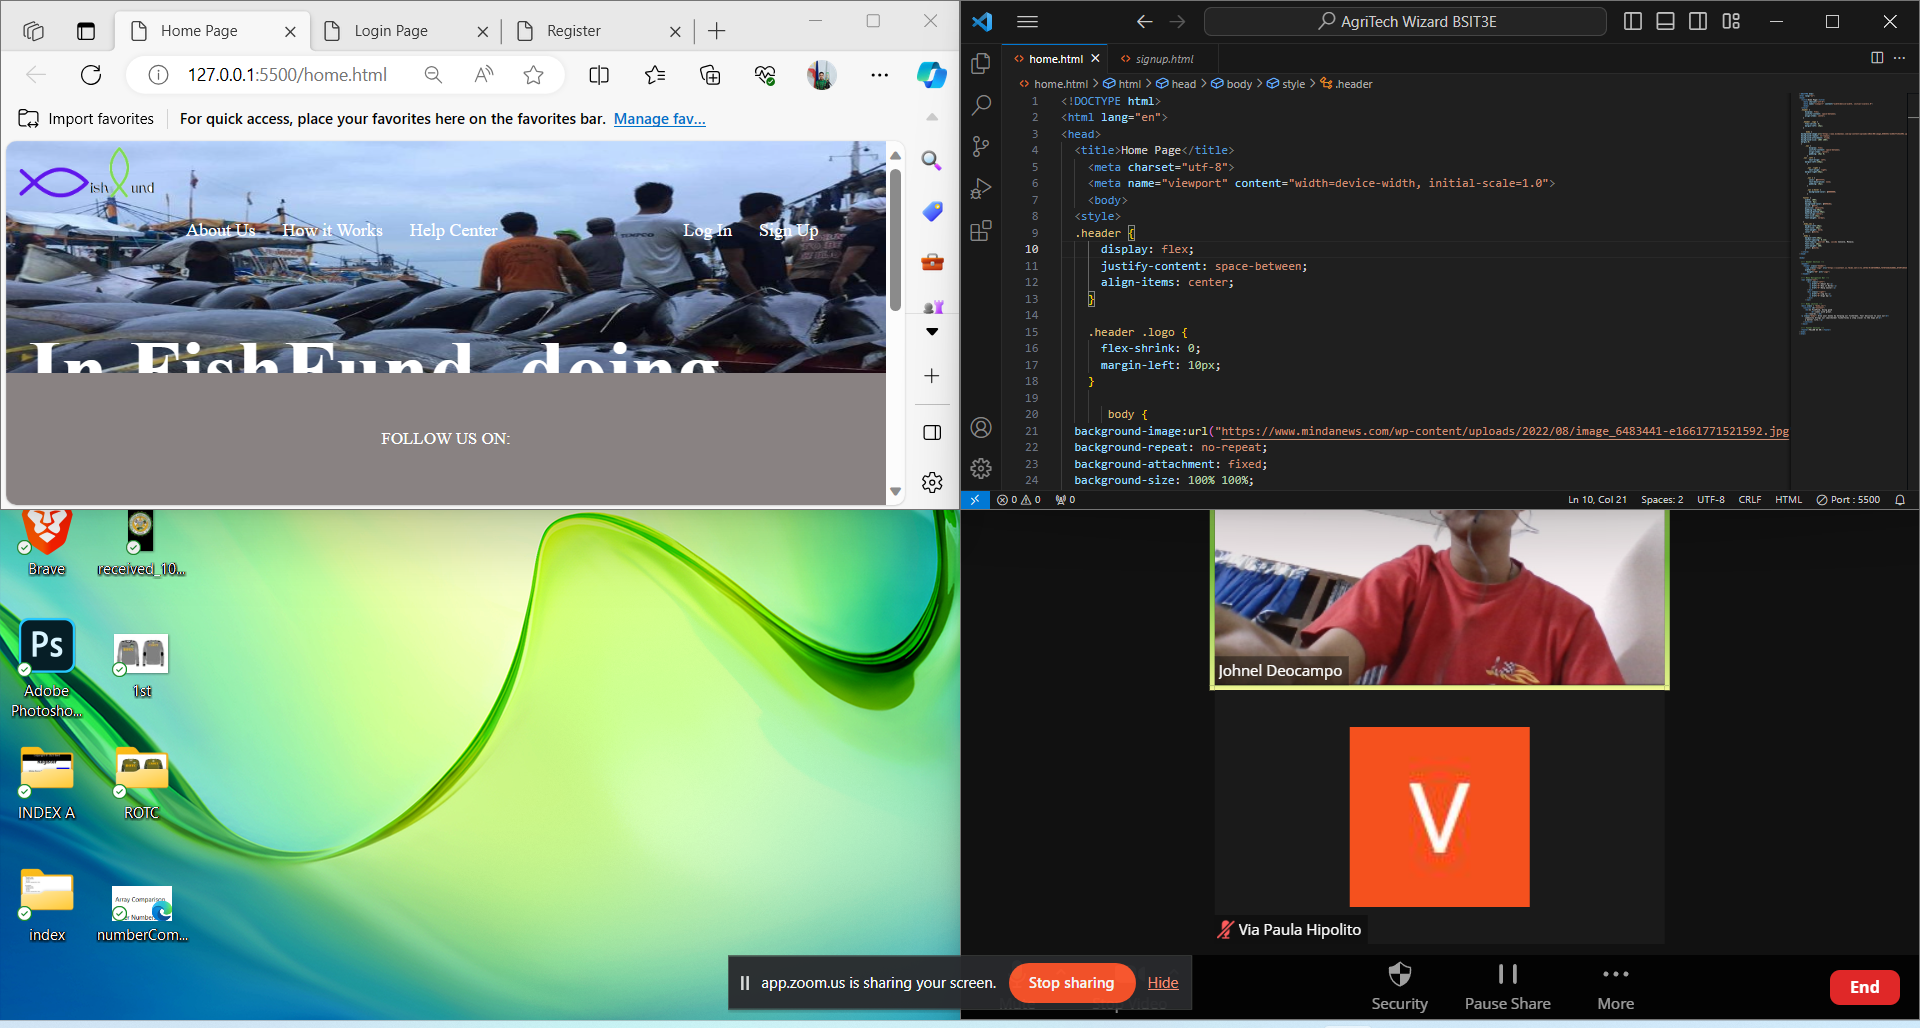 Home Page
Login Page
Register
127.0.0.1:5500/home.html
Import favorites
For quick access, place your favorites here on the favorites bar. Manage fav...
ish und
About Us How it Works Help Center Log In Sign Up
In FishFund, doing
FOLLOW US ON:
AgriTech Wizard BSIT3E
home.html
signup.html
home.html > html > head > body > style > .header
1 <!DOCTYPE html>
2 <html lang="en">
3 <head>
4 <title>Home Page</title>
5 <meta charset="utf-8">
6 <meta name="viewport" content="width=device-width, initial-scale=1.0">
7 <body>
8 <style>
9 .header {
10 display: flex;
11 justify-content: space-between;
12 align-items: center;
13 }
14
15 .header .logo {
16 flex-shrink: 0;
17 margin-left: 10px;
18 }
19
20 body {
21 background-image:url("https://www.mindanews.com/wp-content/uploads/2022/08/image_6483441-e1661771521592.jpg
22 background-repeat: no-repeat;
23 background-attachment: fixed;
24 background-size: 100% 100%;
0 0 0
Ln 10, Col 21 Spaces: 2 UTF-8 CRLF HTML Port : 5500
Brave
received_10...
Ps
Adobe Photosho...
1st
INDEX A
ROTC
index
Array Comparison
numberCom...
Johnel Deocampo
V
Via Paula Hipolito
app.zoom.us is sharing your screen. Stop sharing Hide
Security
Pause Share
More
End